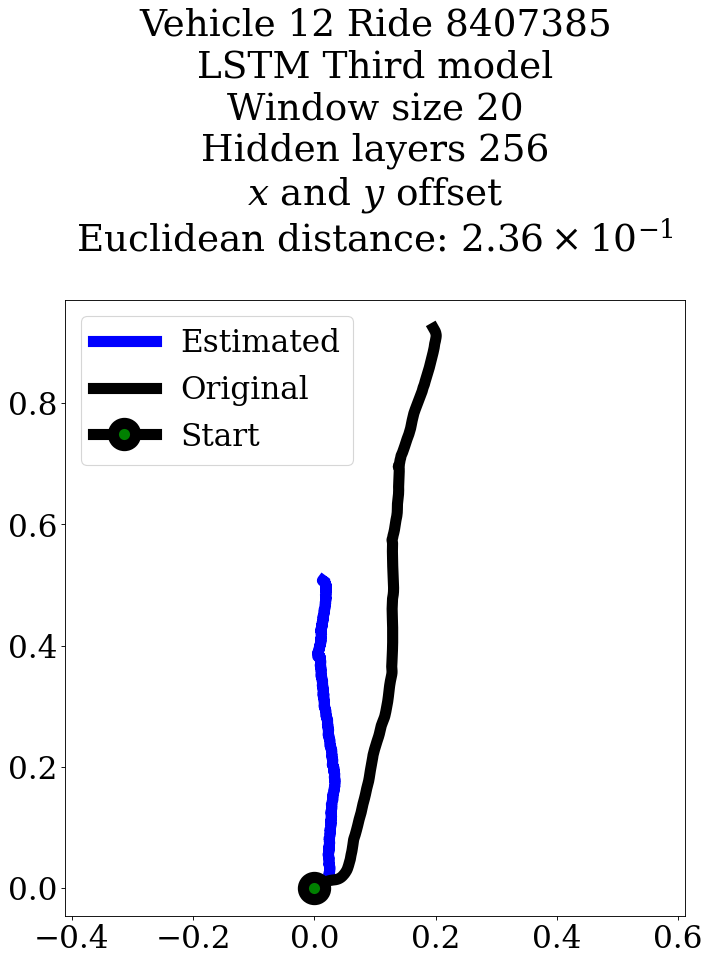 Vehicle 12 Ride 8407385
LSTM Third model
Window size 20
Hidden layers 256
x and y offset
Euclidean distance: 2.36 × 10⁻¹
Estimated
Original
Start
0.8
0.6
0.4
0.2
0.0
−0.4 −0.2 0.0 0.2 0.4 0.6